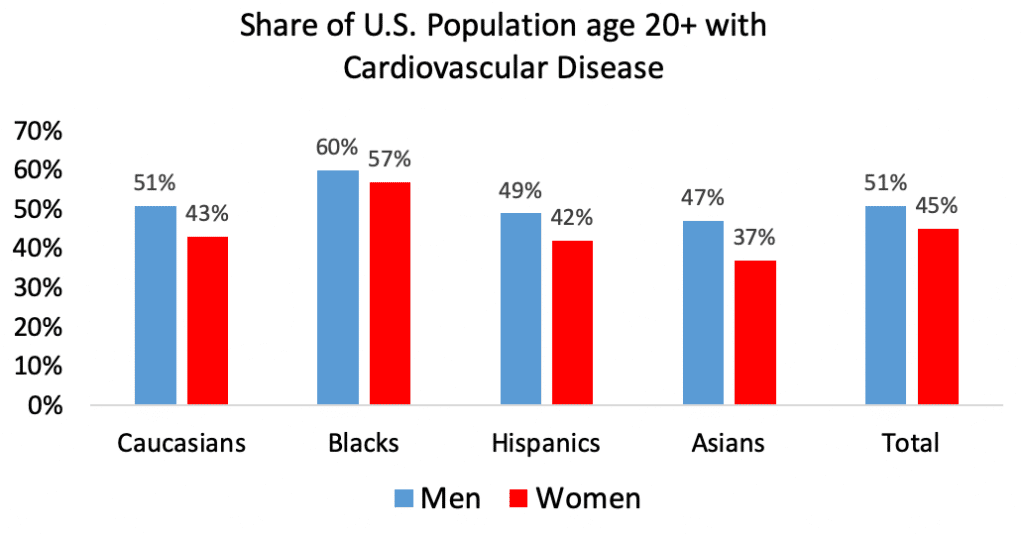 Share of U.S. Population age 20+ with
Cardiovascular Disease
70%
60%
50%
40%
30%
20%
10%
0%
51%
43%
60%
57%
49%
42%
47%
37%
51%
45%
Caucasians
Blacks
Hispanics
Asians
Total
Men
Women